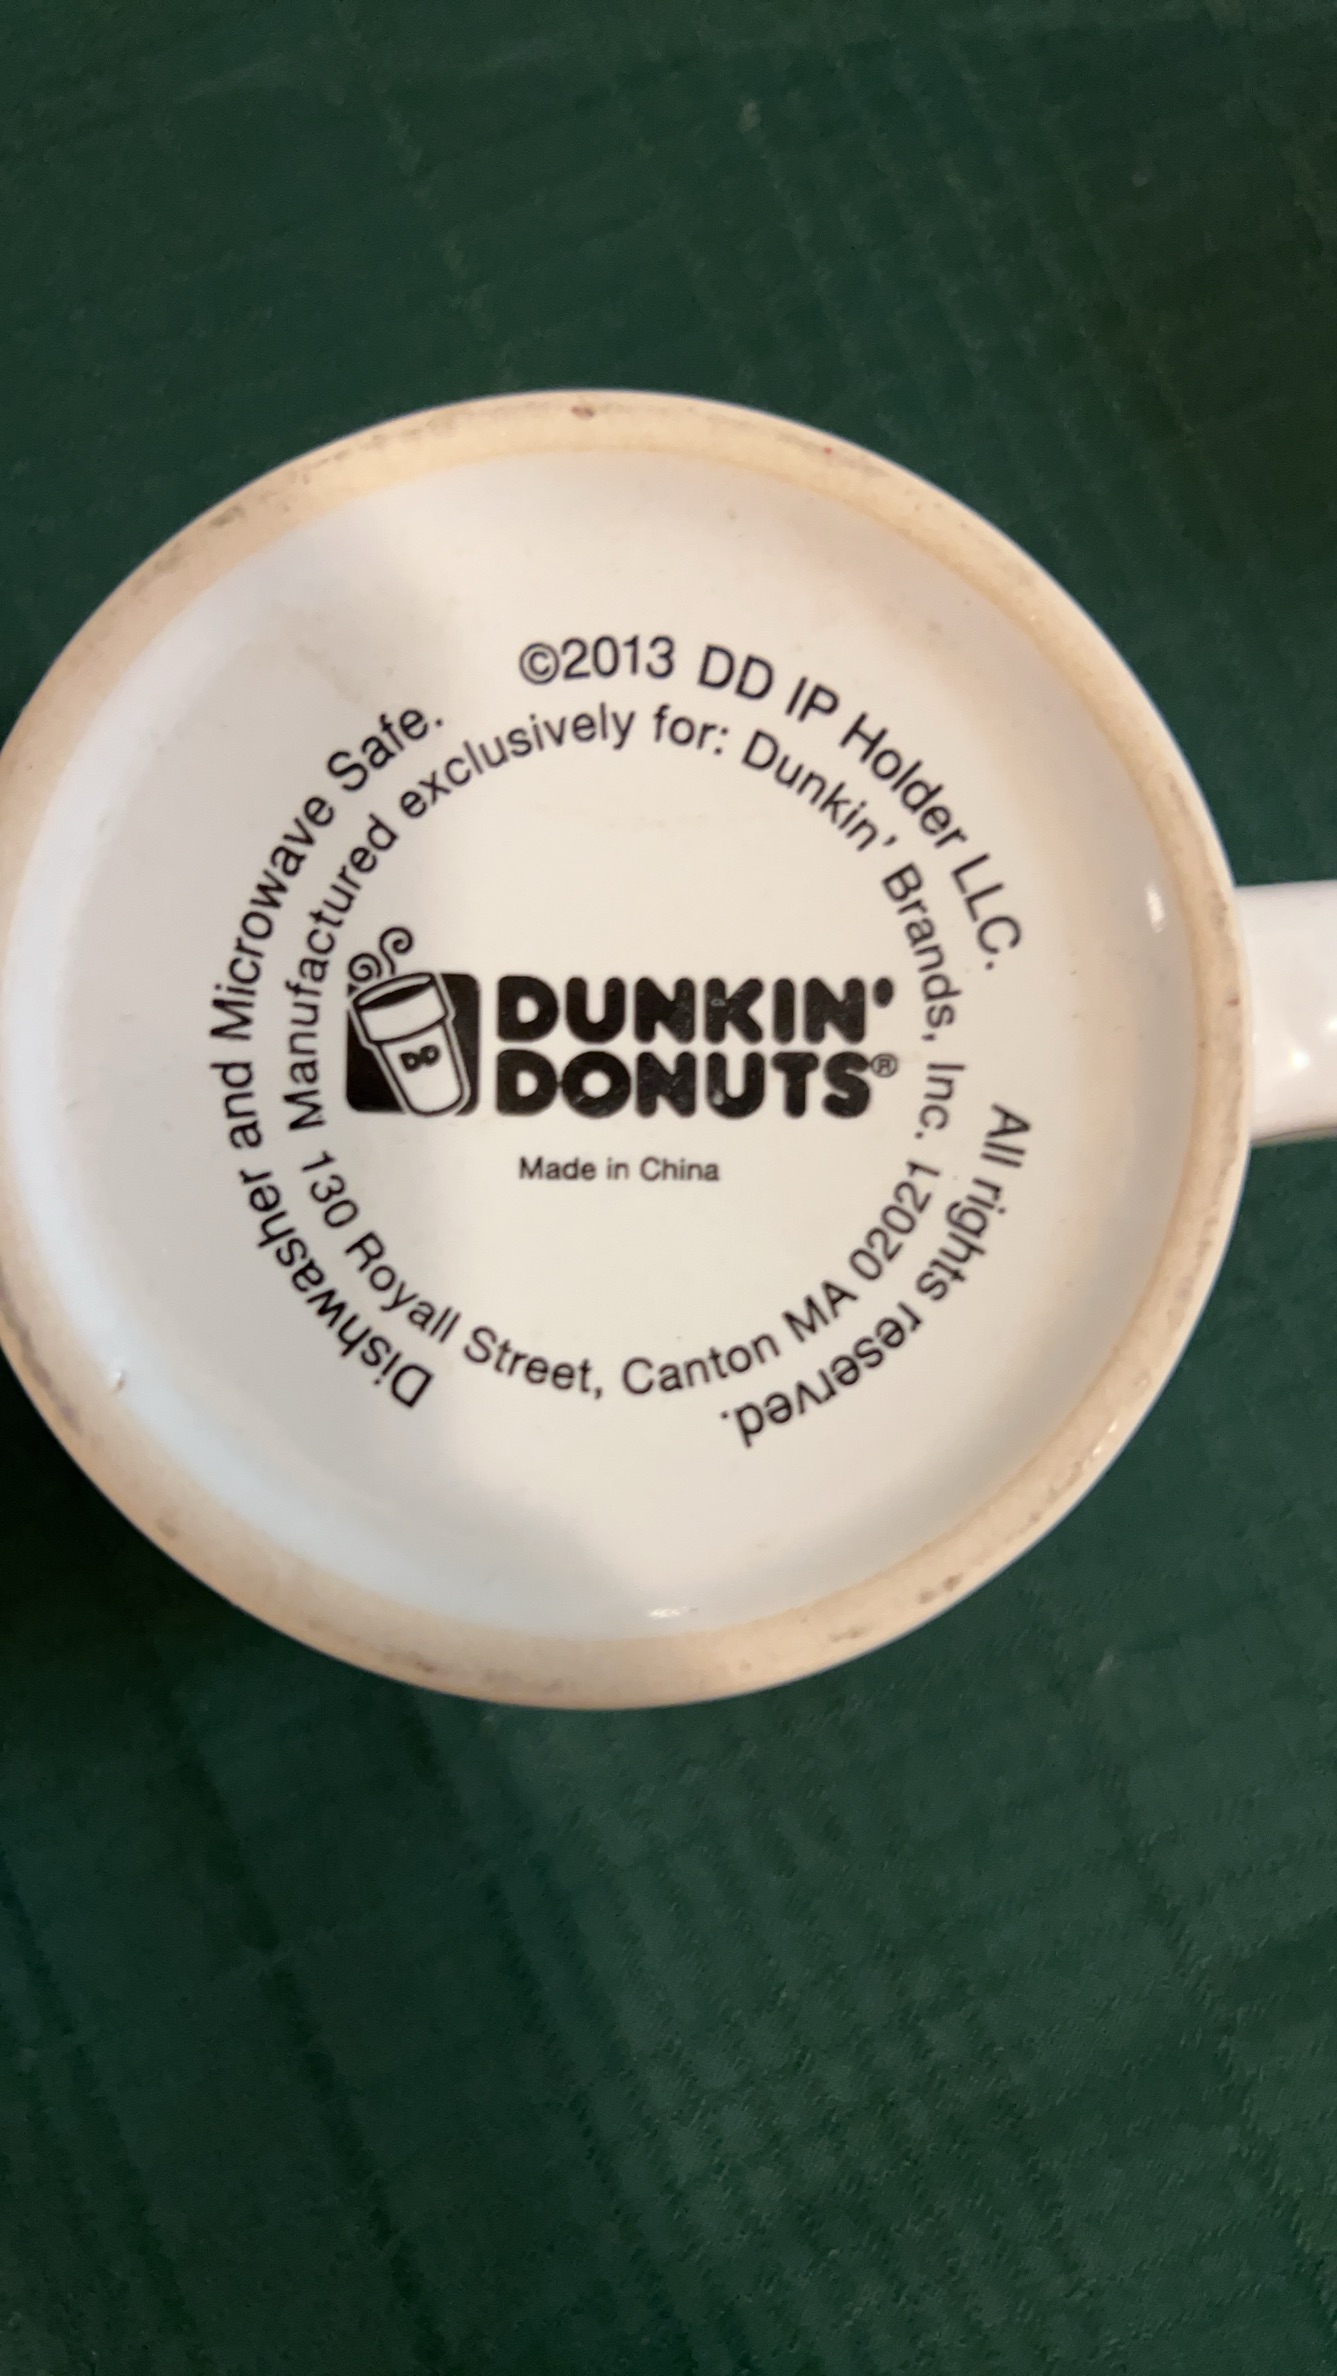 ©2013 DD IP Holder LLC.
All rights reserved.
Dishwasher and Microwave Safe.
Manufactured exclusively for: Dunkin' Brands, Inc.
130 Royall Street, Canton MA 02021
DD
DUNKIN'
DONUTS®
Made in China